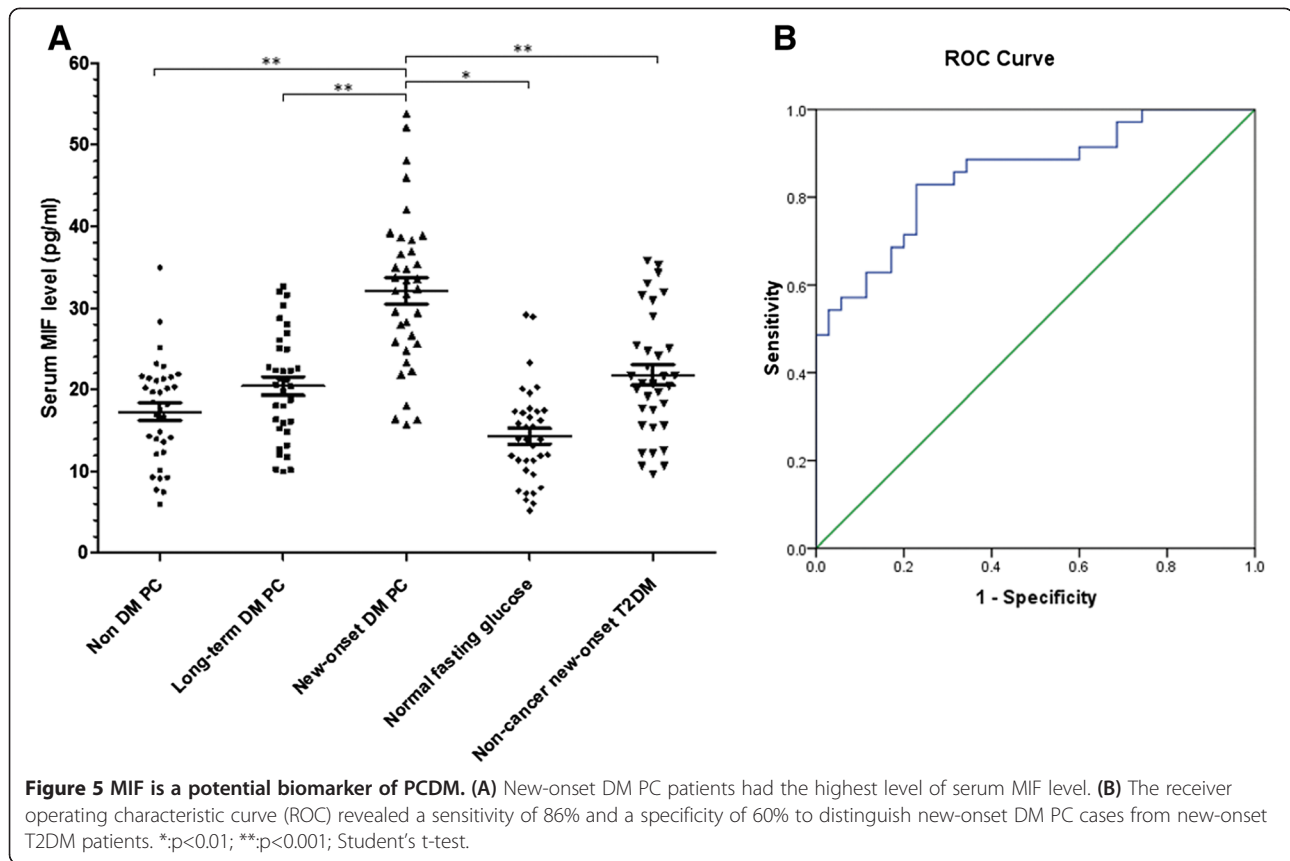 A
B
**
**
**
*
ROC Curve
60
50
40
30
20
10
0
Serum MIF level (pg/ml)
Non DM PC
Long-term DM PC
New-onset DM PC
Normal fasting glucose
Non-cancer new-onset T2DM
1.0
0.8
0.6
0.4
0.2
0.0
Sensitivity
0.0 0.2 0.4 0.6 0.8 1.0
1 - Specificity
Figure 5 MIF is a potential biomarker of PCDM. (A) New-onset DM PC patients had the highest level of serum MIF level. (B) The receiver
operating characteristic curve (ROC) revealed a sensitivity of 86% and a specificity of 60% to distinguish new-onset DM PC cases from new-onset
T2DM patients. *:p<0.01; **:p<0.001; Student's t-test.